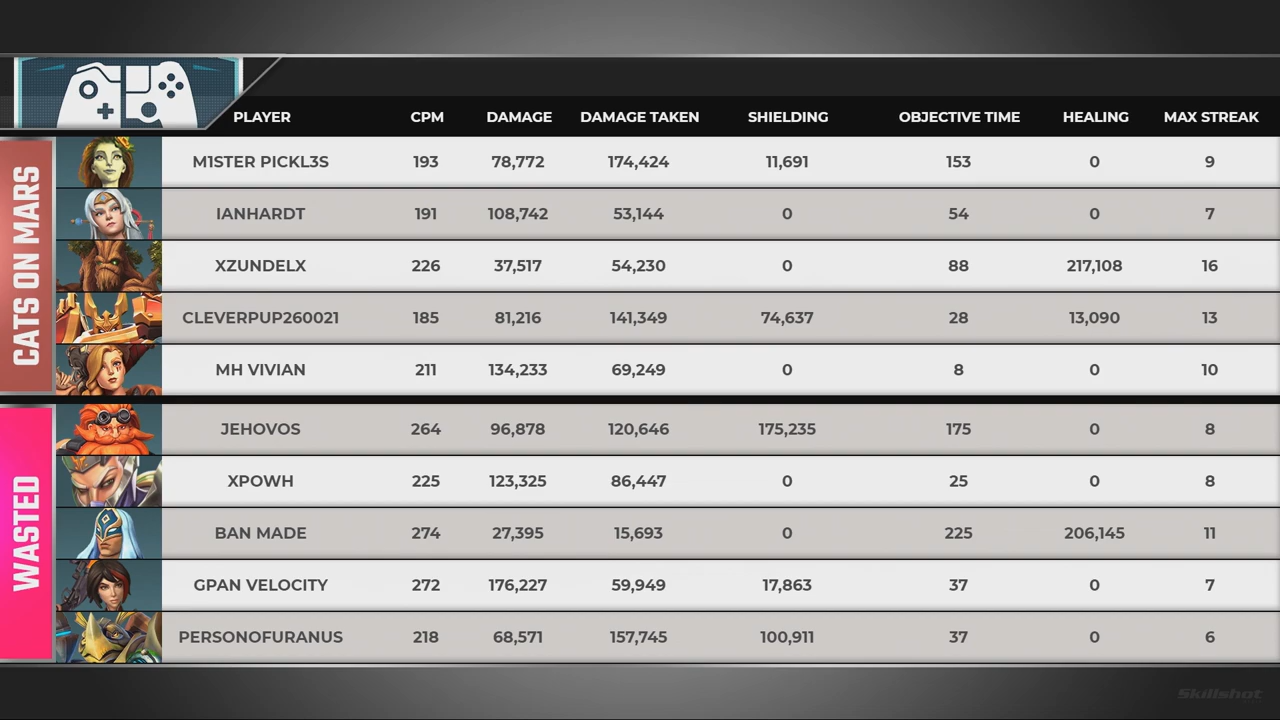 PLAYER CPM DAMAGE DAMAGE TAKEN SHIELDING OBJECTIVE TIME HEALING MAX STREAK
CATS ON MARS
M1STER PICKL3S 193 78,772 174,424 11,691 153 0 9
IANHARDT 191 108,742 53,144 0 54 0 7
XZUNDELX 226 37,517 54,230 0 88 217,108 16
CLEVERPUP260021 185 81,216 141,349 74,637 28 13,090 13
MH VIVIAN 211 134,233 69,249 0 8 0 10
WASTED
JEHOVOS 264 96,878 120,646 175,235 175 0 8
XPOWH 225 123,325 86,447 0 25 0 8
BAN MADE 274 27,395 15,693 0 225 206,145 11
GPAN VELOCITY 272 176,227 59,949 17,863 37 0 7
PERSONOFURANUS 218 68,571 157,745 100,911 37 0 6
Skillshot